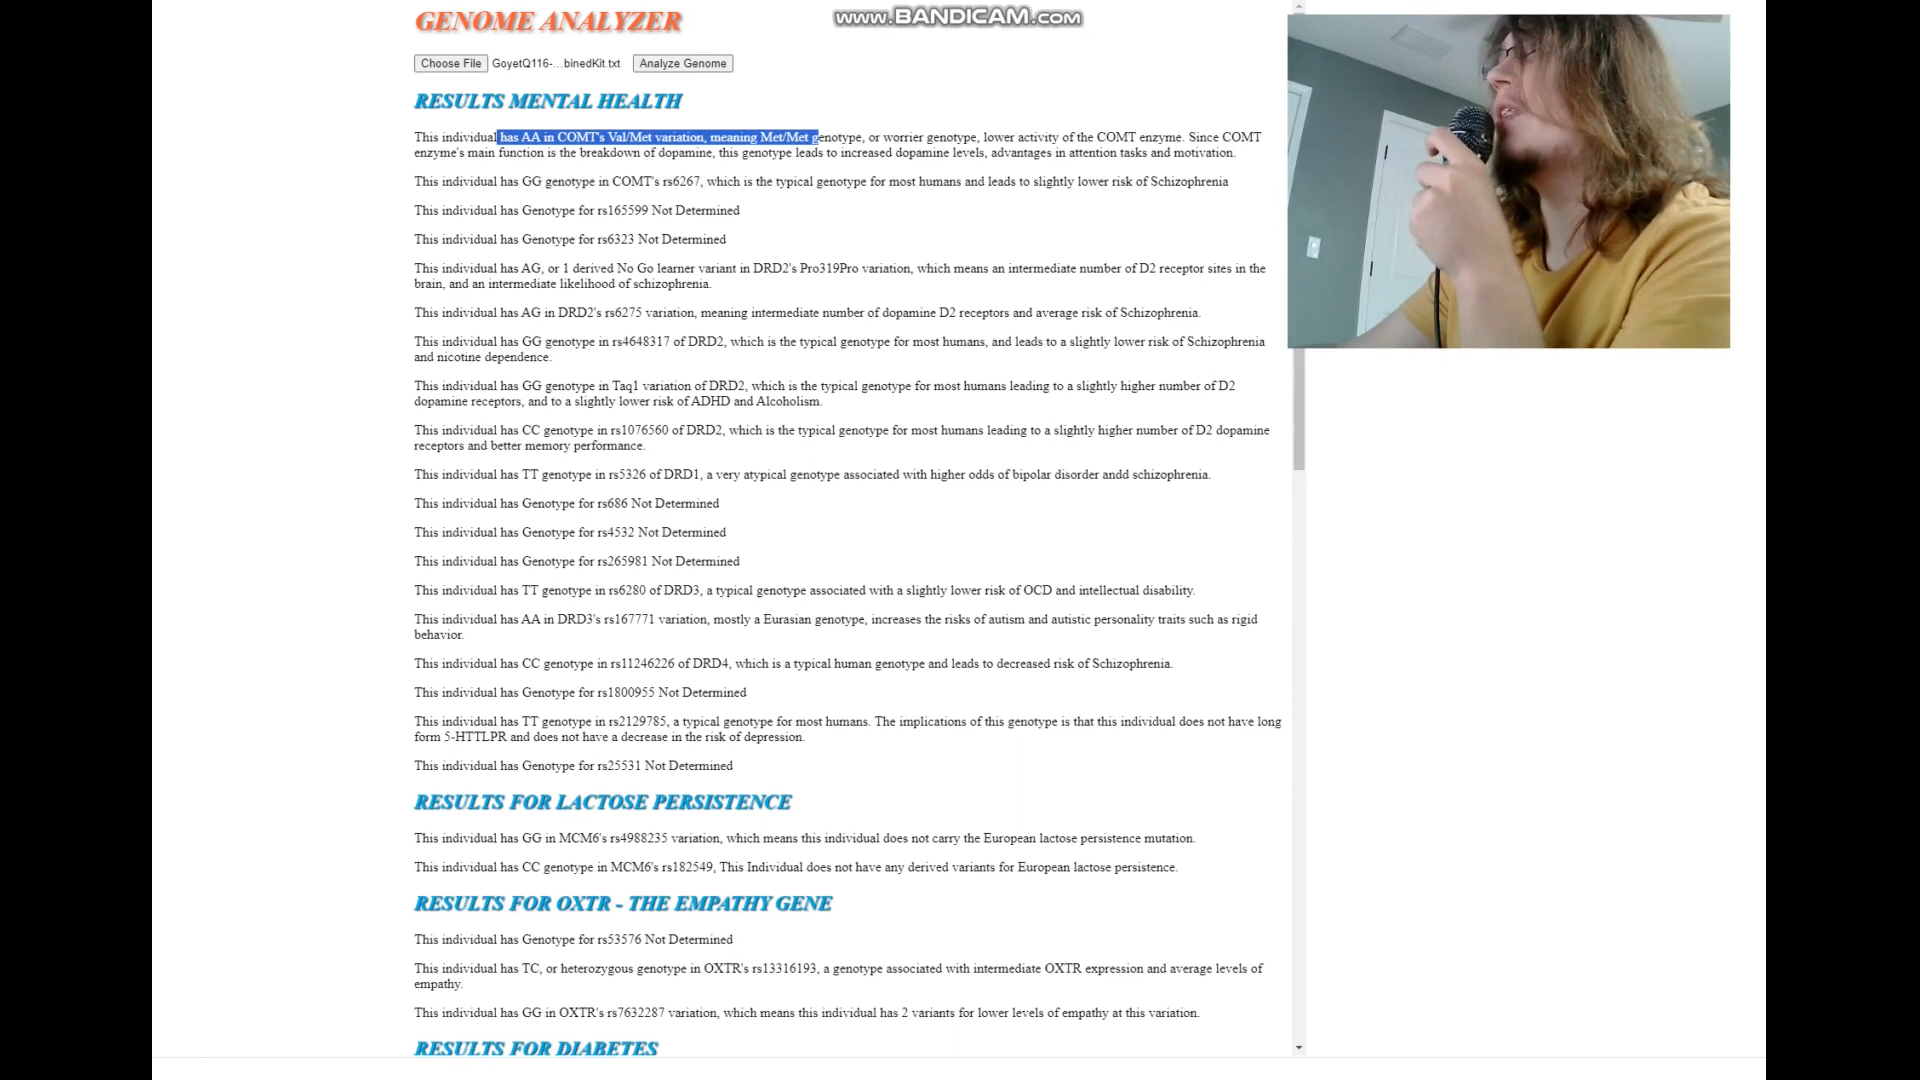 GENOME ANALYZER
www.BANDICAM.com
Choose File GoyetQ116-...binedKit.txt Analyze Genome
RESULTS MENTAL HEALTH
This individual has AA in COMT's Val/Met variation, meaning Met/Met genotype, or worrier genotype, lower activity of the COMT enzyme. Since COMT
enzyme's main function is the breakdown of dopamine, this genotype leads to increased dopamine levels, advantages in attention tasks and motivation.
This individual has GG genotype in COMT's rs6267, which is the typical genotype for most humans and leads to slightly lower risk of Schizophrenia
This individual has Genotype for rs165599 Not Determined
This individual has Genotype for rs6323 Not Determined
This individual has AG, or 1 derived No Go learner variant in DRD2's Pro319Pro variation, which means an intermediate number of D2 receptor sites in the
brain, and an intermediate likelihood of schizophrenia.
This individual has AG in DRD2's rs6275 variation, meaning intermediate number of dopamine D2 receptors and average risk of Schizophrenia.
This individual has GG genotype in rs4648317 of DRD2, which is the typical genotype for most humans, and leads to a slightly lower risk of Schizophrenia
and nicotine dependence.
This individual has GG genotype in Taq1 variation of DRD2, which is the typical genotype for most humans leading to a slightly higher number of D2
dopamine receptors, and to a slightly lower risk of ADHD and Alcoholism.
This individual has CC genotype in rs1076560 of DRD2, which is the typical genotype for most humans leading to a slightly higher number of D2 dopamine
receptors and better memory performance.
This individual has TT genotype in rs5326 of DRD1, a very atypical genotype associated with higher odds of bipolar disorder andd schizophrenia.
This individual has Genotype for rs686 Not Determined
This individual has Genotype for rs4532 Not Determined
This individual has Genotype for rs265981 Not Determined
This individual has TT genotype in rs6280 of DRD3, a typical genotype associated with a slightly lower risk of OCD and intellectual disability.
This individual has AA in DRD3's rs167771 variation, mostly a Eurasian genotype, increases the risks of autism and autistic personality traits such as rigid
behavior.
This individual has CC genotype in rs11246226 of DRD4, which is a typical human genotype and leads to decreased risk of Schizophrenia.
This individual has Genotype for rs1800955 Not Determined
This individual has TT genotype in rs2129785, a typical genotype for most humans. The implications of this genotype is that this individual does not have long
form 5-HTTLPR and does not have a decrease in the risk of depression.
This individual has Genotype for rs25531 Not Determined
RESULTS FOR LACTOSE PERSISTENCE
This individual has GG in MCM6's rs4988235 variation, which means this individual does not carry the European lactose persistence mutation.
This individual has CC genotype in MCM6's rs182549, This Individual does not have any derived variants for European lactose persistence.
RESULTS FOR OXTR - THE EMPATHY GENE
This individual has Genotype for rs53576 Not Determined
This individual has TC, or heterozygous genotype in OXTR's rs13316193, a genotype associated with intermediate OXTR expression and average levels of
empathy.
This individual has GG in OXTR's rs7632287 variation, which means this individual has 2 variants for lower levels of empathy at this variation.
RESULTS FOR DIABETES